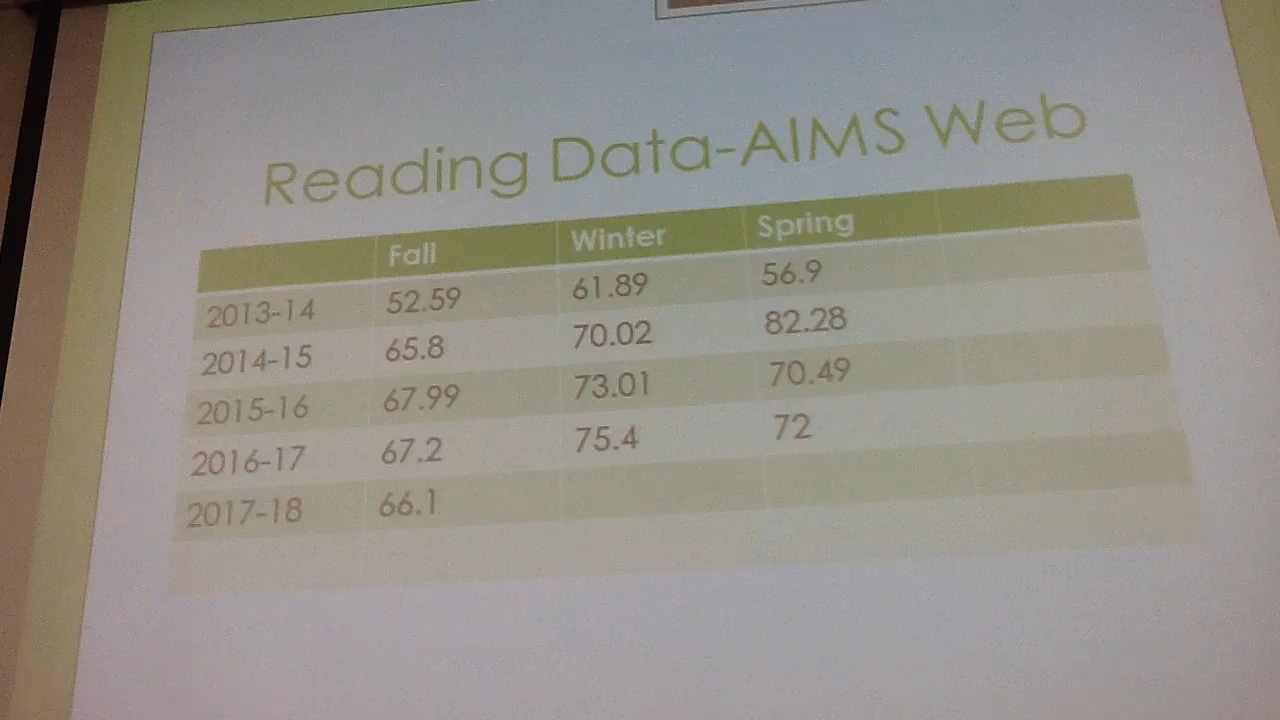 Reading Data-AIMS Web
Fall Winter Spring
2013-14 52.59 61.89 56.9
2014-15 65.8 70.02 82.28
2015-16 67.99 73.01 70.49
2016-17 67.2 75.4 72
2017-18 66.1